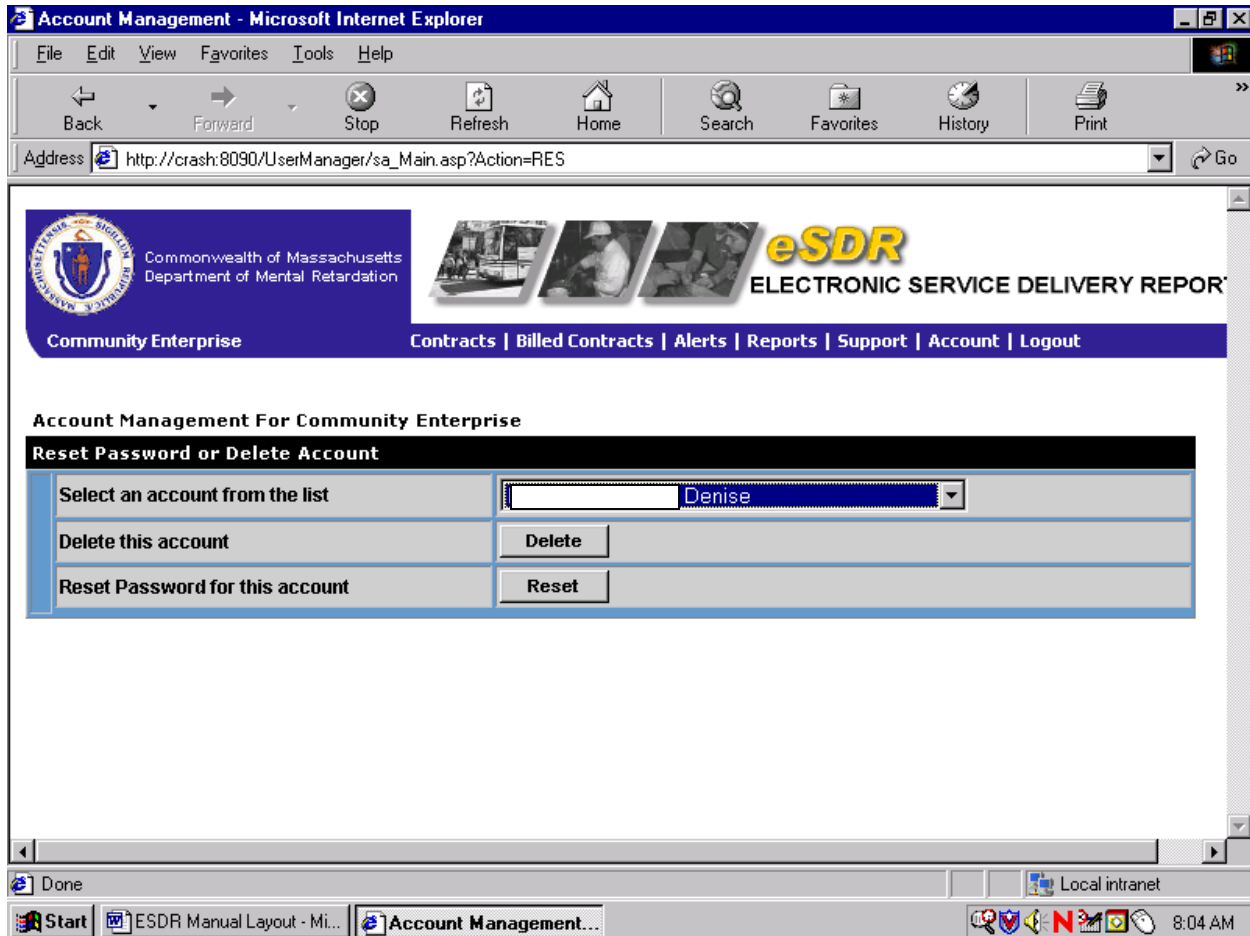 Account Management - Microsoft Internet Explorer
File Edit View Favorites Tools Help
Back Forward Stop Refresh Home Search Favorites History Print »
Address http://crash:8090/UserManager/sa_Main.asp?Action=RES Go
Commonwealth of Massachusetts
Department of Mental Retardation
eSDR
ELECTRONIC SERVICE DELIVERY REPOR
Community Enterprise Contracts | Billed Contracts | Alerts | Reports | Support | Account | Logout
Account Management For Community Enterprise
Reset Password or Delete Account
Select an account from the list Denise
Delete this account Delete
Reset Password for this account Reset
Done Local intranet
Start ESDR Manual Layout - Mi... Account Management... N 8:04 AM